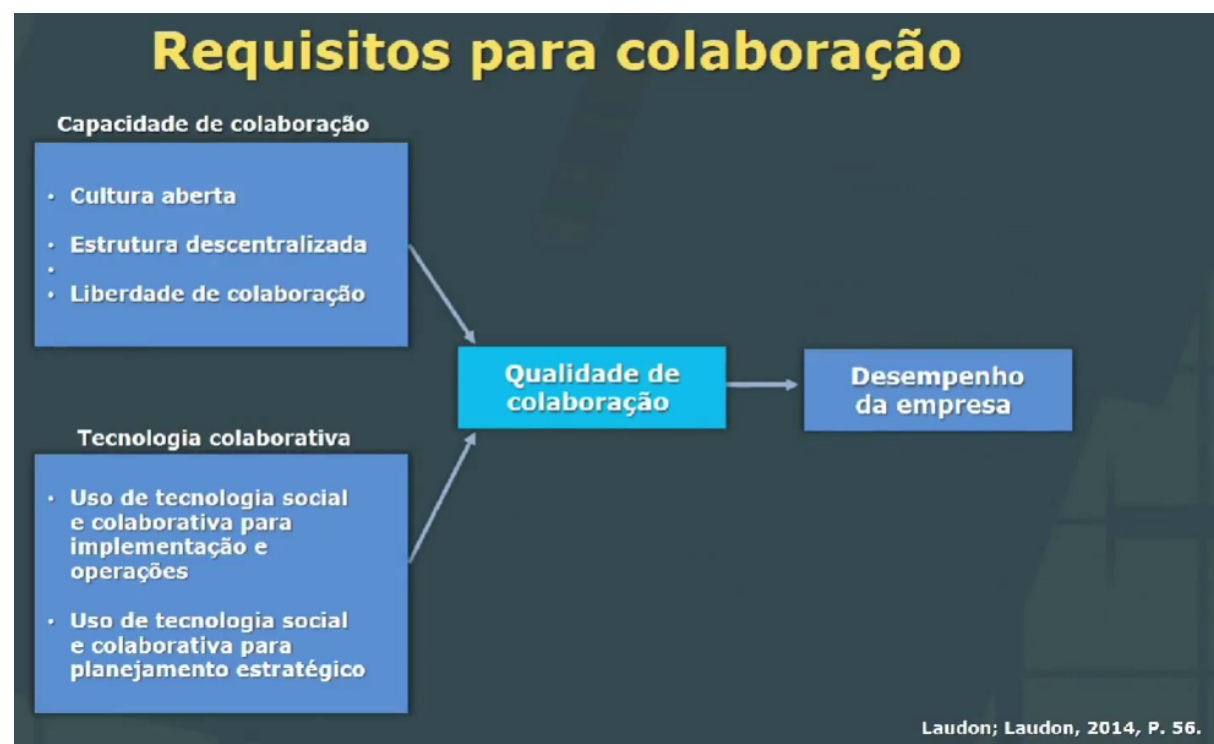 Requisitos para colaboração
Capacidade de colaboração
• Cultura aberta
• Estrutura descentralizada
•
• Liberdade de colaboração
Tecnologia colaborativa
• Uso de tecnologia social
e colaborativa para
implementação e
operações
• Uso de tecnologia social
e colaborativa para
planejamento estratégico
Qualidade de
colaboração
Desempenho
da empresa
Laudon; Laudon, 2014, P. 56.